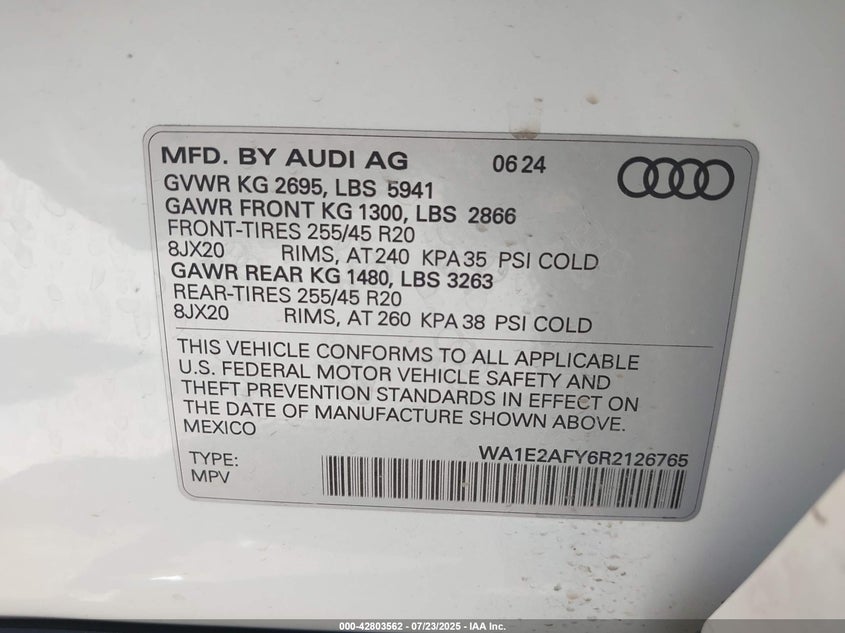 MFD. BY AUDI AG 06 24
GVWR KG 2695, LBS 5941
GAWR FRONT KG 1300, LBS 2866
FRONT-TIRES 255/45 R20
8JX20 RIMS, AT 240 KPA 35 PSI COLD
GAWR REAR KG 1480, LBS 3263
REAR-TIRES 255/45 R20
8JX20 RIMS, AT 260 KPA 38 PSI COLD
THIS VEHICLE CONFORMS TO ALL APPLICABLE
U.S. FEDERAL MOTOR VEHICLE SAFETY AND
THEFT PREVENTION STANDARDS IN EFFECT ON
THE DATE OF MANUFACTURE SHOWN ABOVE.
MEXICO
WA1E2AFY6R2126765
TYPE:
MPV
000-42803562 - 07/23/2025 - IAA Inc.